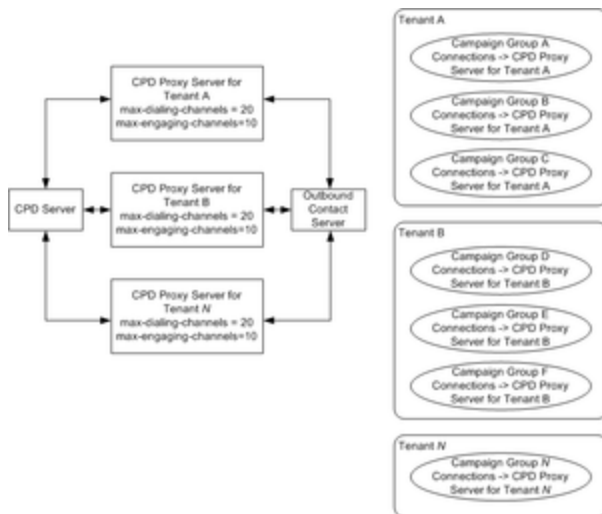 CPD Proxy Server for
Tenant A
max-dialing-channels = 20
max-engaging-channels=10
CPD Server
CPD Proxy Server for
Tenant B
max-dialing-channels = 20
max-engaging-channels=10
Outbound
Contact
Server
CPD Proxy Server for
Tenant N
max-dialing-channels = 20
max-engaging-channels=10
Tenant A
Campaign Group A
Connections -> CPD Proxy
Server for Tenant A
Campaign Group B
Connections -> CPD Proxy
Server for Tenant A
Campaign Group C
Connections -> CPD Proxy
Server for Tenant A
Tenant B
Campaign Group D
Connections -> CPD Proxy
Server for Tenant B
Campaign Group E
Connections -> CPD Proxy
Server for Tenant B
Campaign Group F
Connections -> CPD Proxy
Server for Tenant B
Tenant N
Campaign Group N
Connections -> CPD Proxy
Server for Tenant N